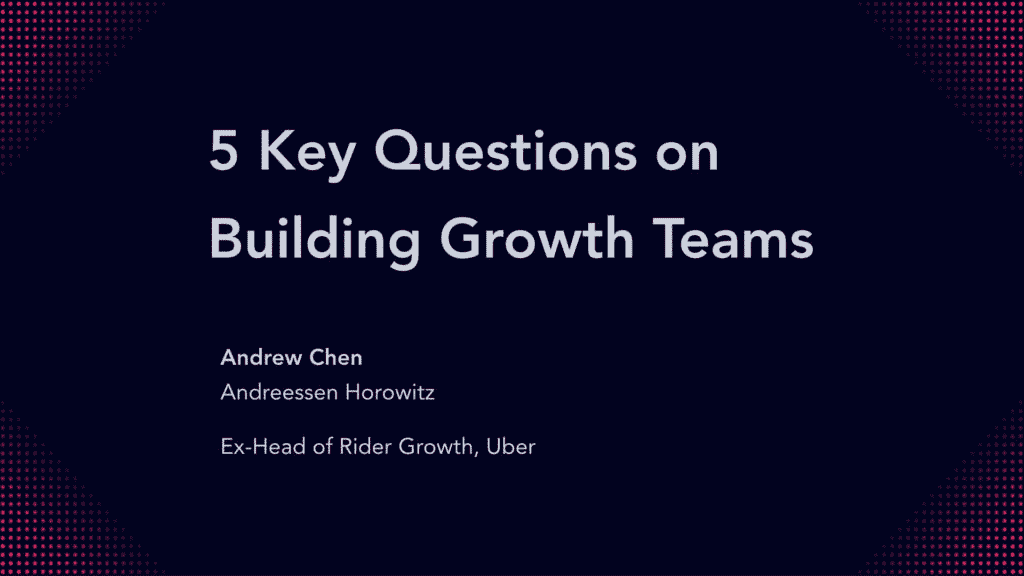 5 Key Questions on
Building Growth Teams
Andrew Chen
Andreessen Horowitz
Ex-Head of Rider Growth, Uber